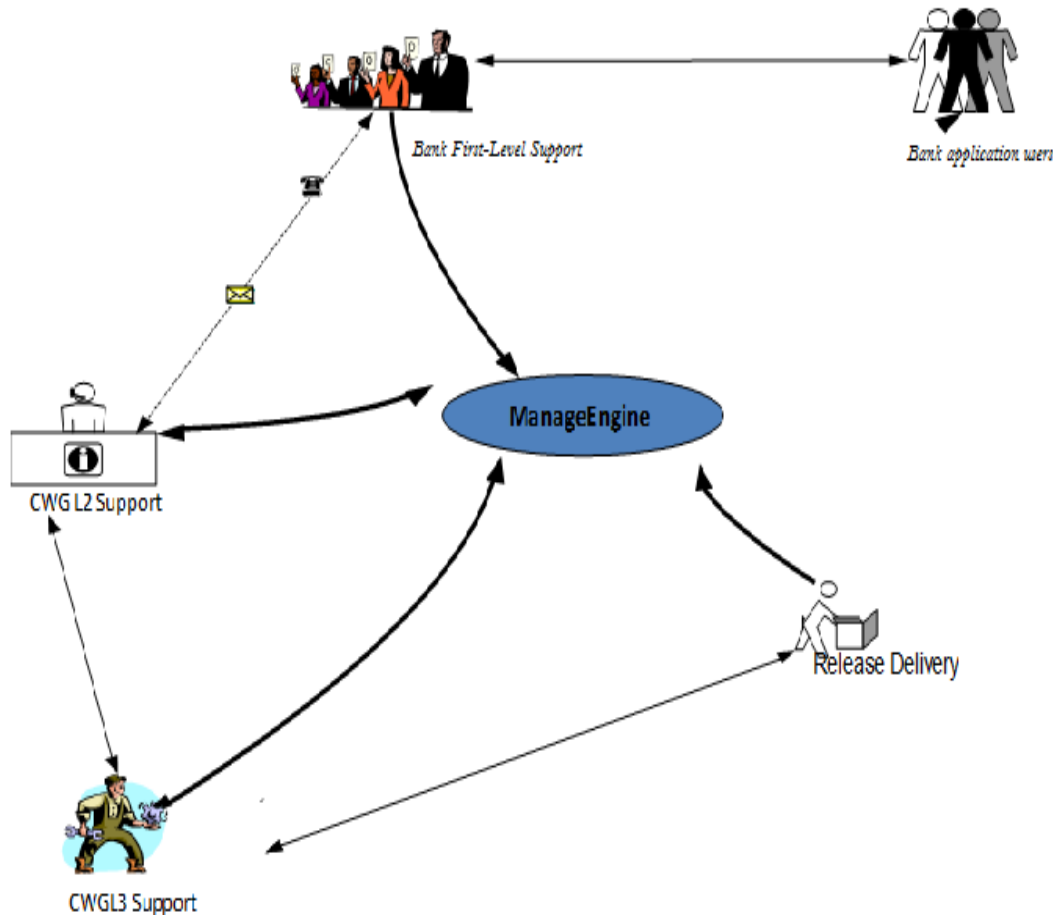 Bank First-Level Support
Bank application users
ManageEngine
CWG L2 Support
Release Delivery
CWGL3 Support